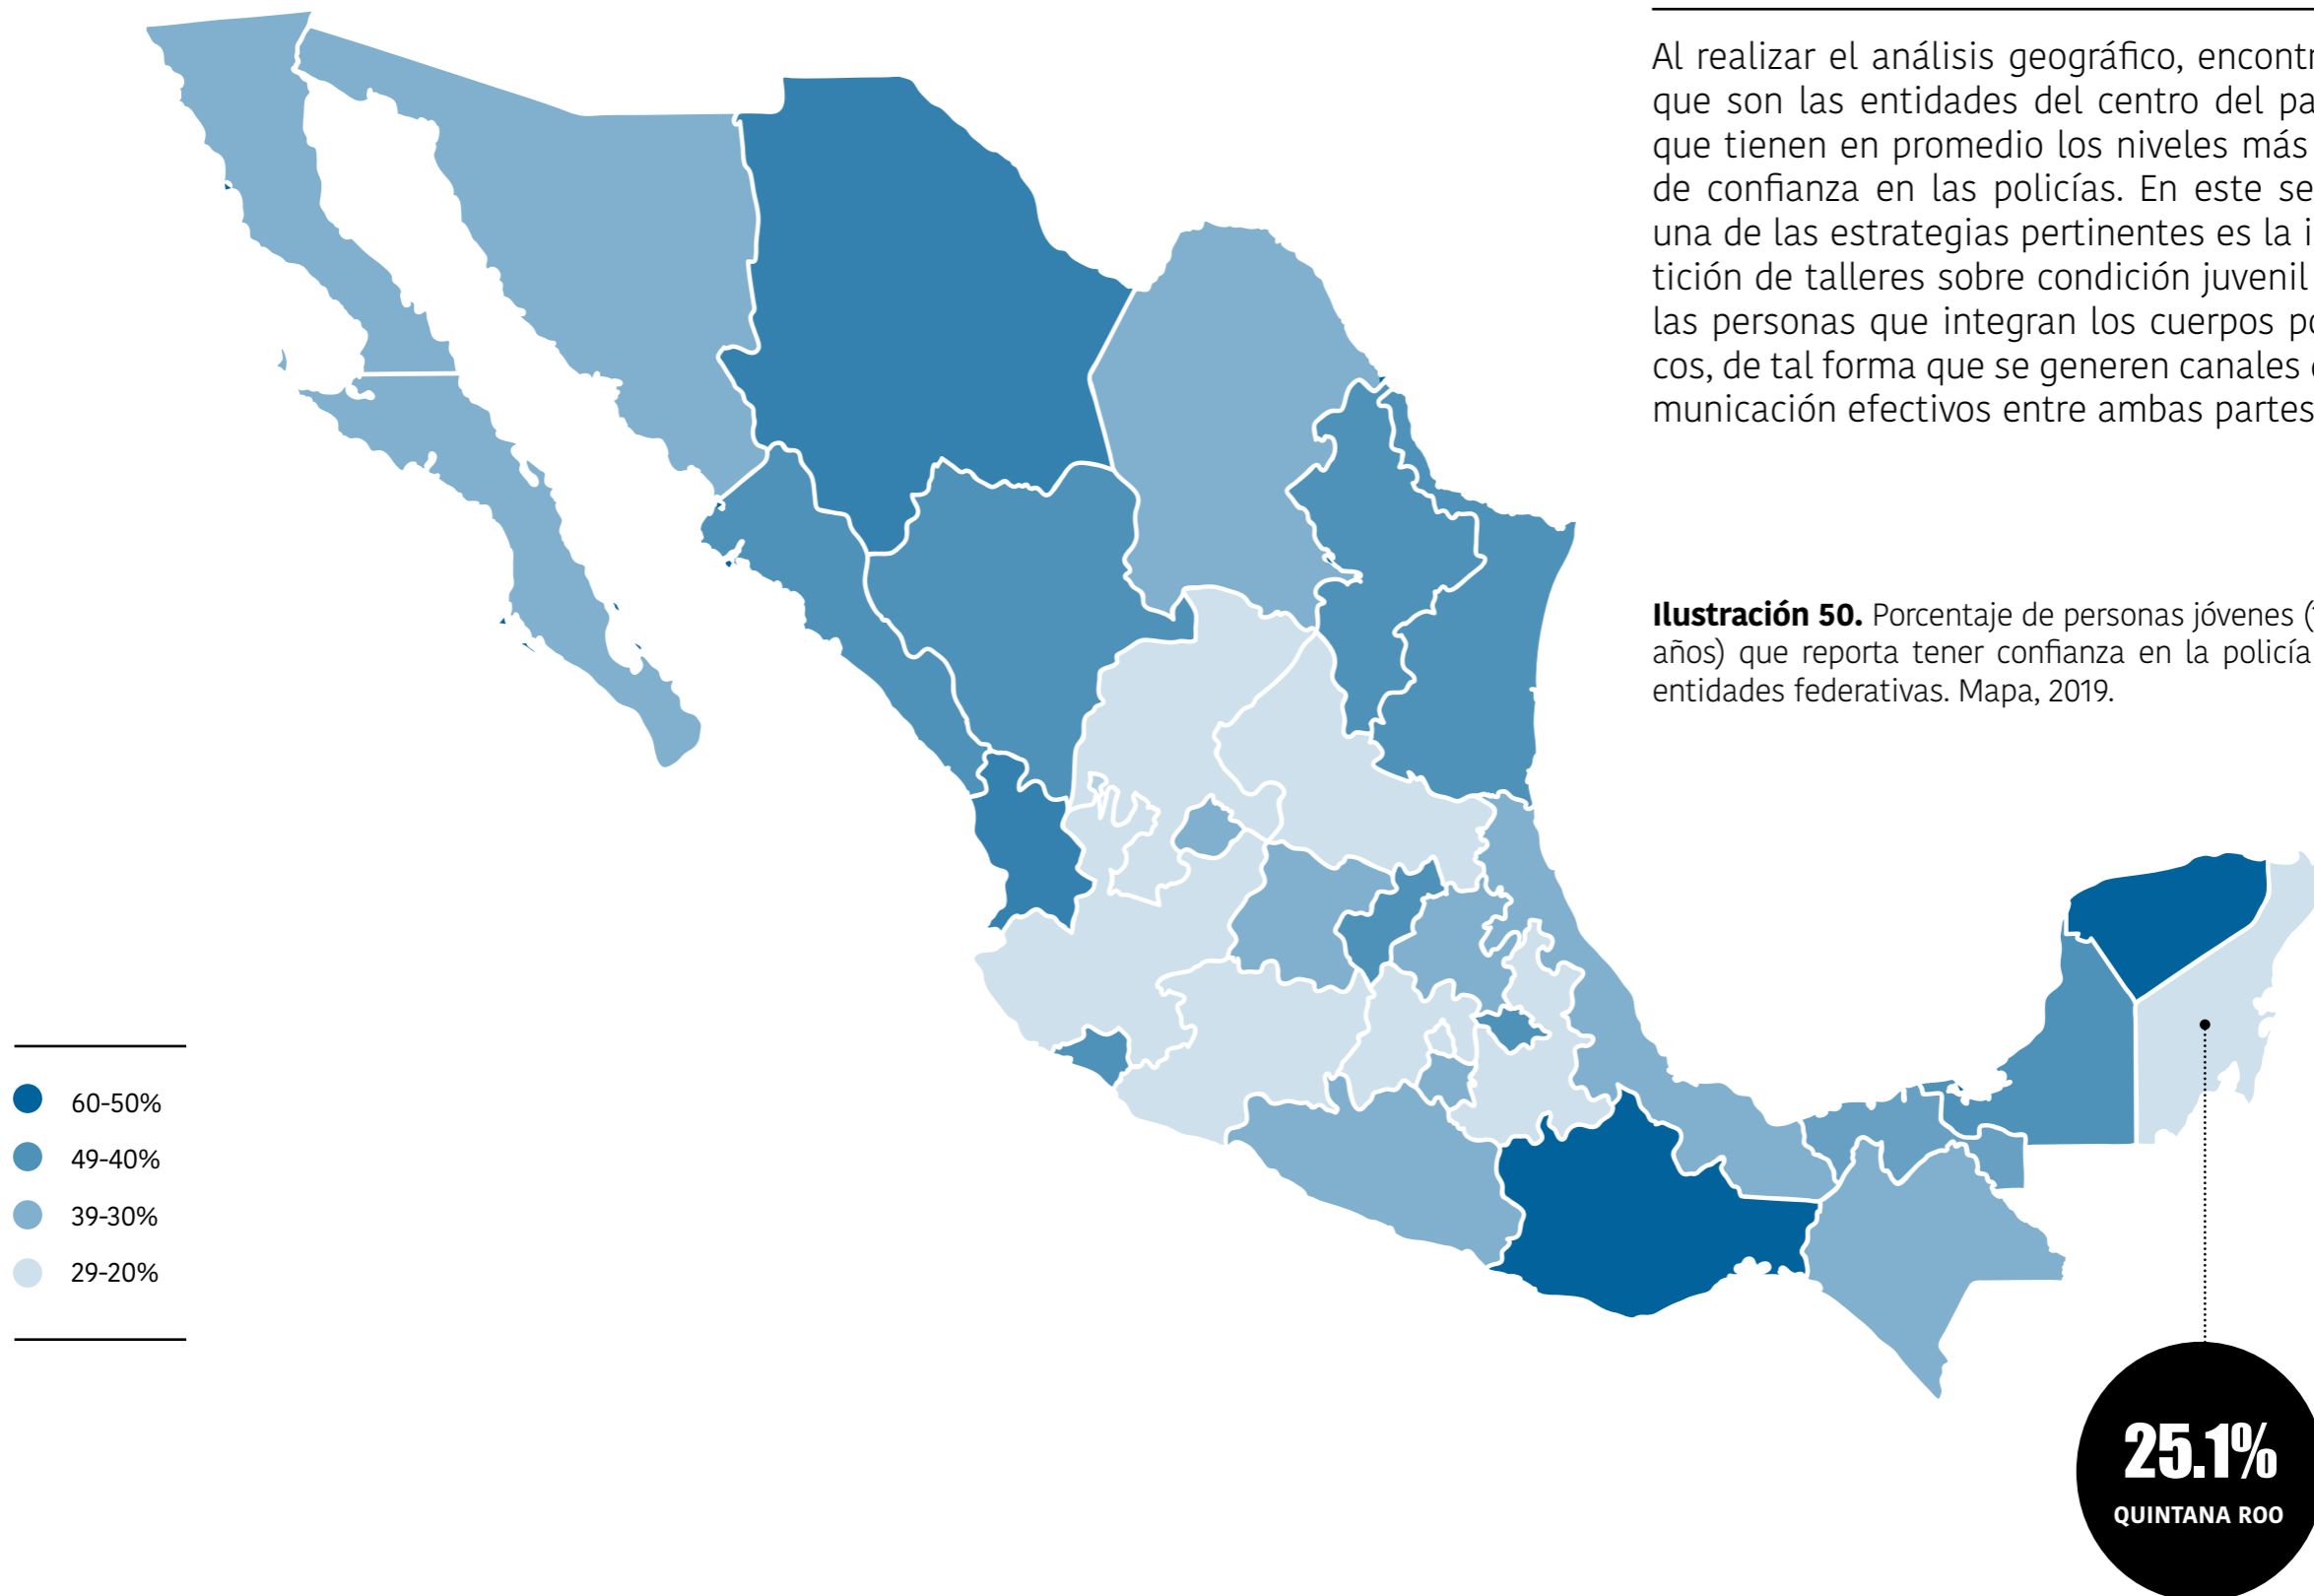 Al realizar el análisis geográfico,
que son las entidades del centro del
que tienen en promedio los niveles más
de confianza en las policías. En este
una de las estrategias pertinentes es la
tición de talleres sobre condición juvenil
las personas que integran los cuerpos
cos, de tal forma que se generen canales
municación efectivos entre ambas partes
Ilustración 50. Porcentaje de personas jóvenes
años) que reporta tener confianza en la policía
entidades federativas. Mapa, 2019.
60-50%
49-40%
39-30%
29-20%
25.1%
QUINTANA ROO